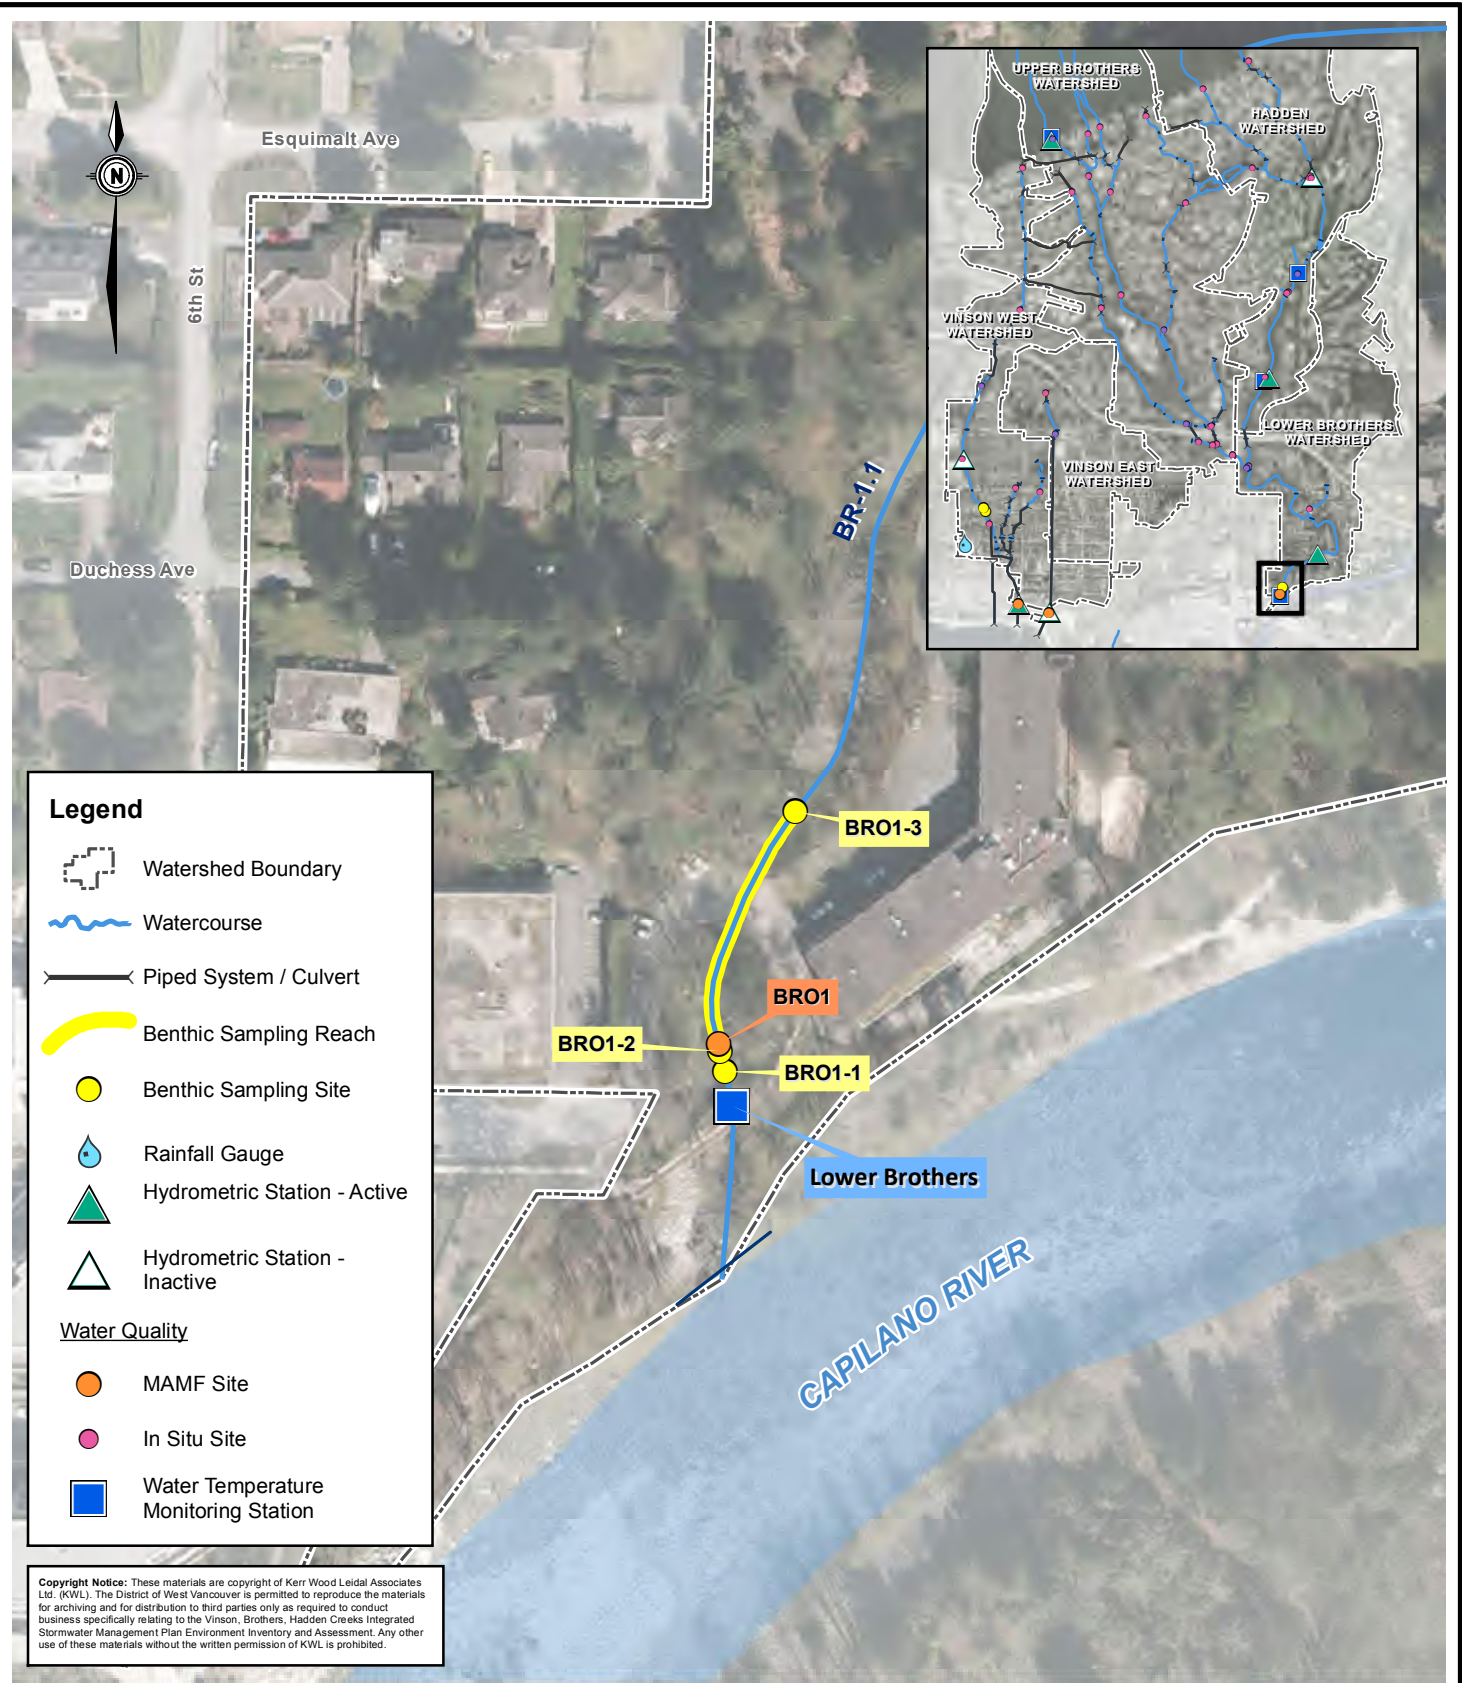 Esquimalt Ave
N
6th St
Duchess Ave
BR-1.1
UPPER BROTHERS
WATERSHED
HADDEN
WATERSHED
VINSON WEST
WATERSHED
LOWER BROTHERS
WATERSHED
VINSON EAST
WATERSHED
BRO1-3
BRO1
BRO1-2
BRO1-1
Lower Brothers
CAPILANO RIVER
Legend
Watershed Boundary
Watercourse
Piped System / Culvert
Benthic Sampling Reach
Benthic Sampling Site
Rainfall Gauge
Hydrometric Station - Active
Hydrometric Station -
Inactive
Water Quality
MAMF Site
In Situ Site
Water Temperature
Monitoring Station
Copyright Notice: These materials are copyright of Kerr Wood Leidal Associates
Ltd. (KWL). The District of West Vancouver is permitted to reproduce the materials
for archiving and for distribution to third parties only as required to conduct
business specifically relating to the Vinson, Brothers, Hadden Creeks Integrated
Stormwater Management Plan Environment Inventory and Assessment. Any other
use of these materials without the written permission of KWL is prohibited.